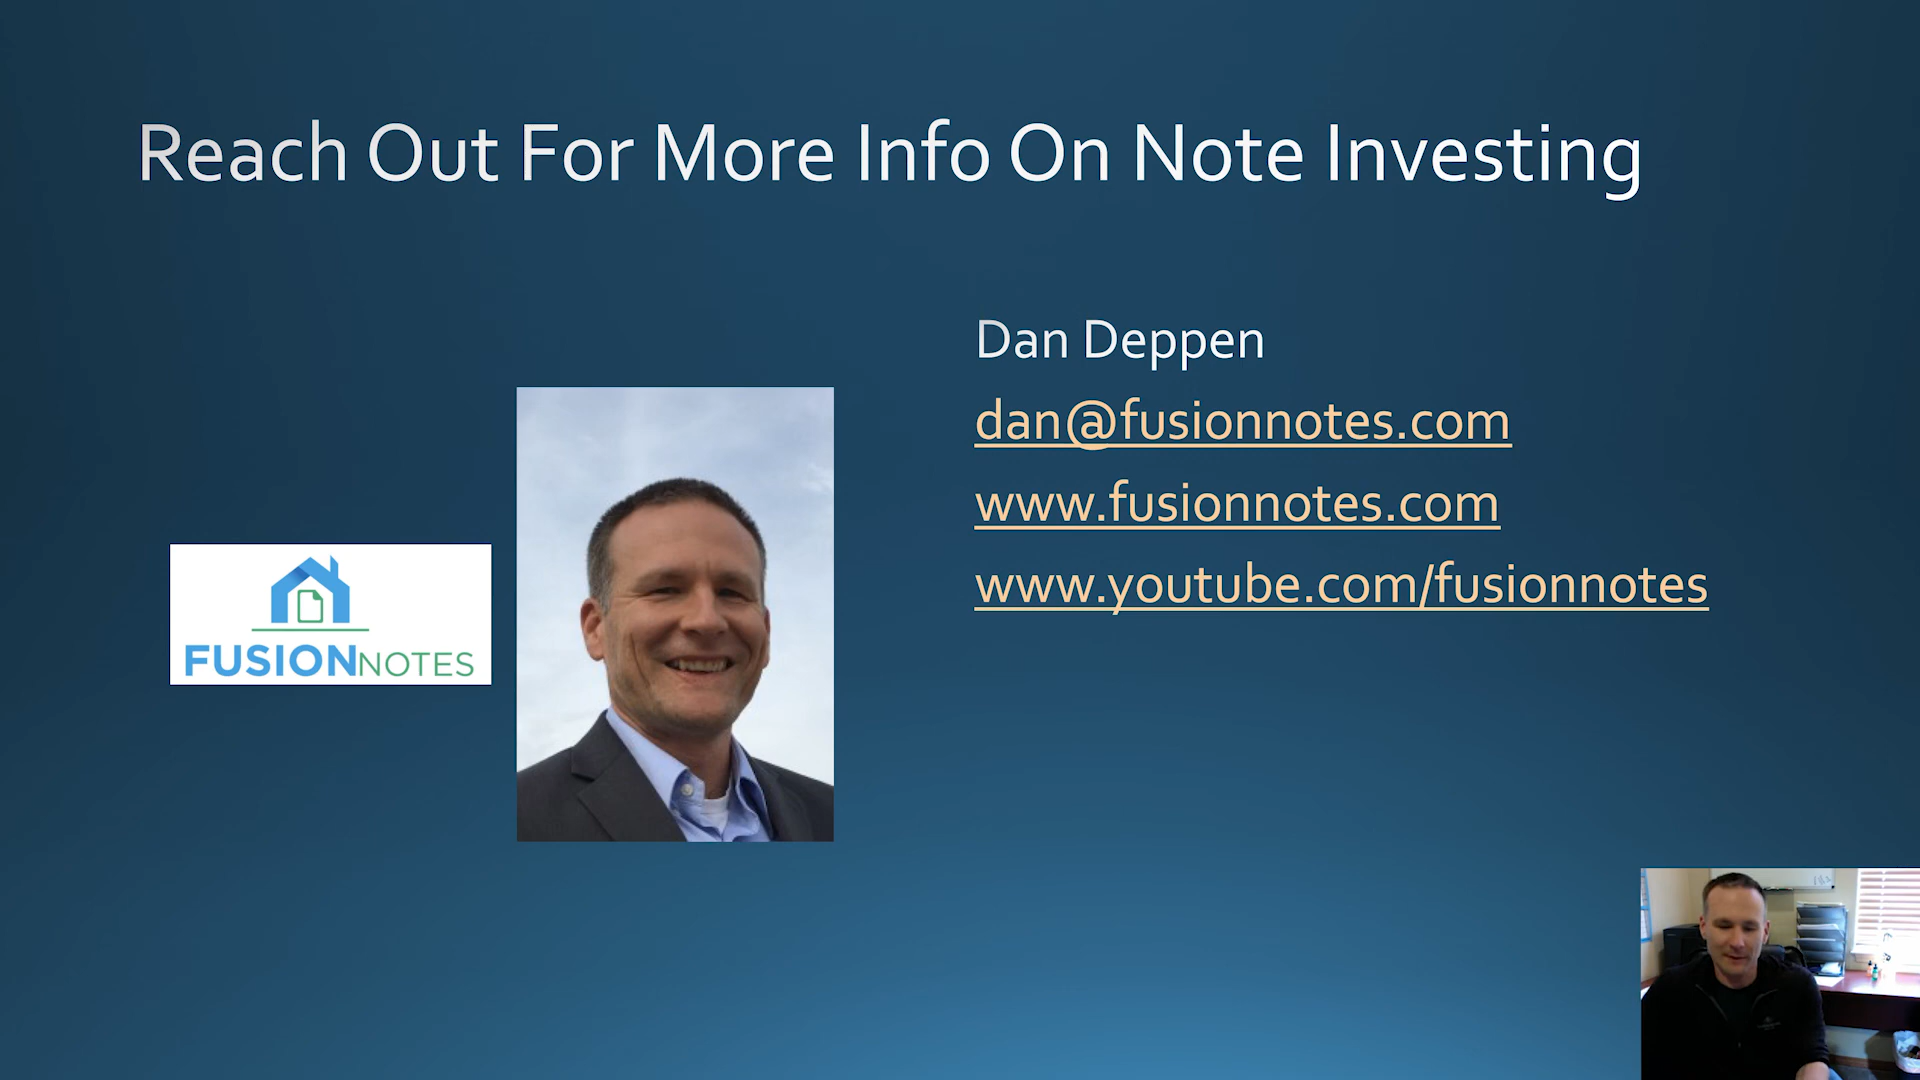 Reach Out For More Info On Note Investing
Dan Deppen
dan@fusionnotes.com
www.fusionnotes.com
www.youtube.com/fusionnotes
FUSIONNOTES